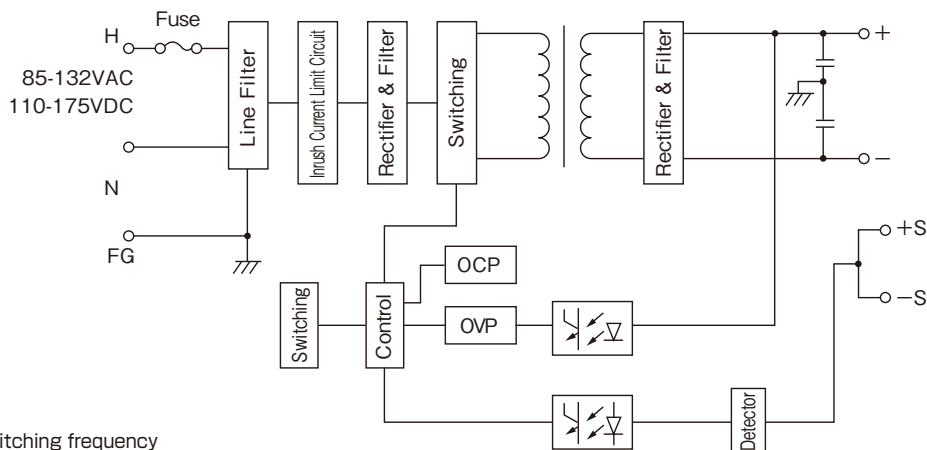 Fuse
H
85-132VAC
110-175VDC
N
FG
Line Filter
Inrush Current Limit Circuit
Rectifier & Filter
Switching
Rectifier & Filter
+
−
+S
−S
OCP
OVP
Switching
Control
Detector
itching frequency